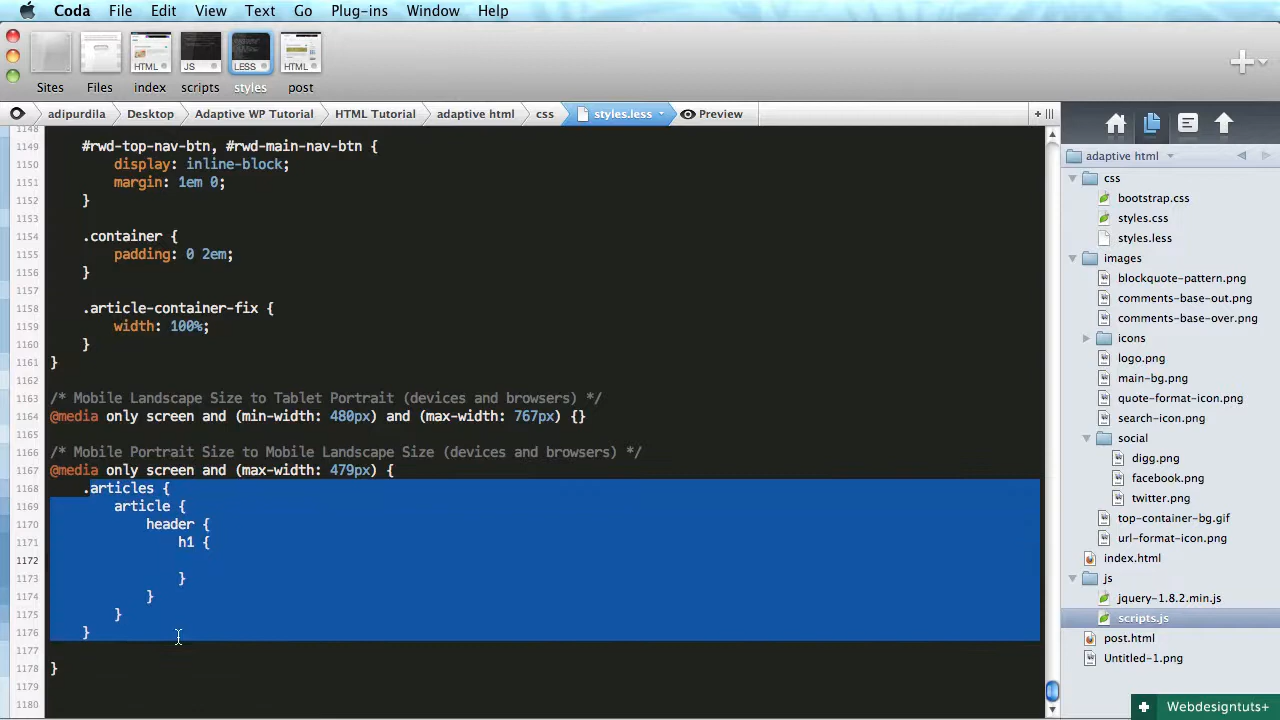 Coda File Edit View Text Go Plug-ins Window Help
HTML JS LESS HTML
Sites Files index scripts styles post
adipurdila Desktop Adaptive WP Tutorial HTML Tutorial adaptive html css styles.less Preview
1148
1149 #rwd-top-nav-btn, #rwd-main-nav-btn {
1150 display: inline-block;
1151 margin: 1em 0;
1152 }
1153
1154 .container {
1155 padding: 0 2em;
1156 }
1157
1158 .article-container-fix {
1159 width: 100%;
1160 }
1161 }
1162
1163 /* Mobile Landscape Size to Tablet Portrait (devices and browsers) */
1164 @media only screen and (min-width: 480px) and (max-width: 767px) {}
1165
1166 /* Mobile Portrait Size to Mobile Landscape Size (devices and browsers) */
1167 @media only screen and (max-width: 479px) {
1168 .articles {
1169 article {
1170 header {
1171 h1 {
1172
1173 }
1174 }
1175 }
1176 }
1177
1178 }
1179
1180
adaptive html
css
bootstrap.css
styles.css
styles.less
images
blockquote-pattern.png
comments-base-out.png
comments-base-over.png
icons
logo.png
main-bg.png
quote-format-icon.png
search-icon.png
social
digg.png
facebook.png
twitter.png
top-container-bg.gif
url-format-icon.png
index.html
js
jquery-1.8.2.min.js
scripts.js
post.html
Untitled-1.png
Webdesigntuts+